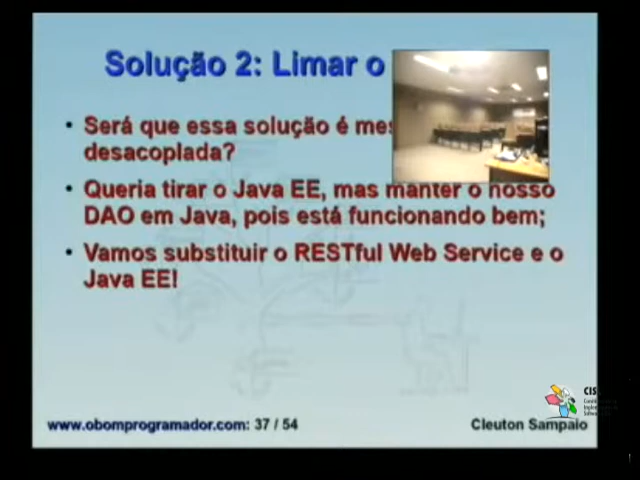 Solução 2: Limar o
• Será que essa solução é mes
desacoplada?
• Queria tirar o Java EE, mas manter o nosso
DAO em Java, pois está funcionando bem;
• Vamos substituir o RESTful Web Service e o
Java EE!
CIS
www.obomprogramador.com: 37 / 54
Cleuton Sampaio